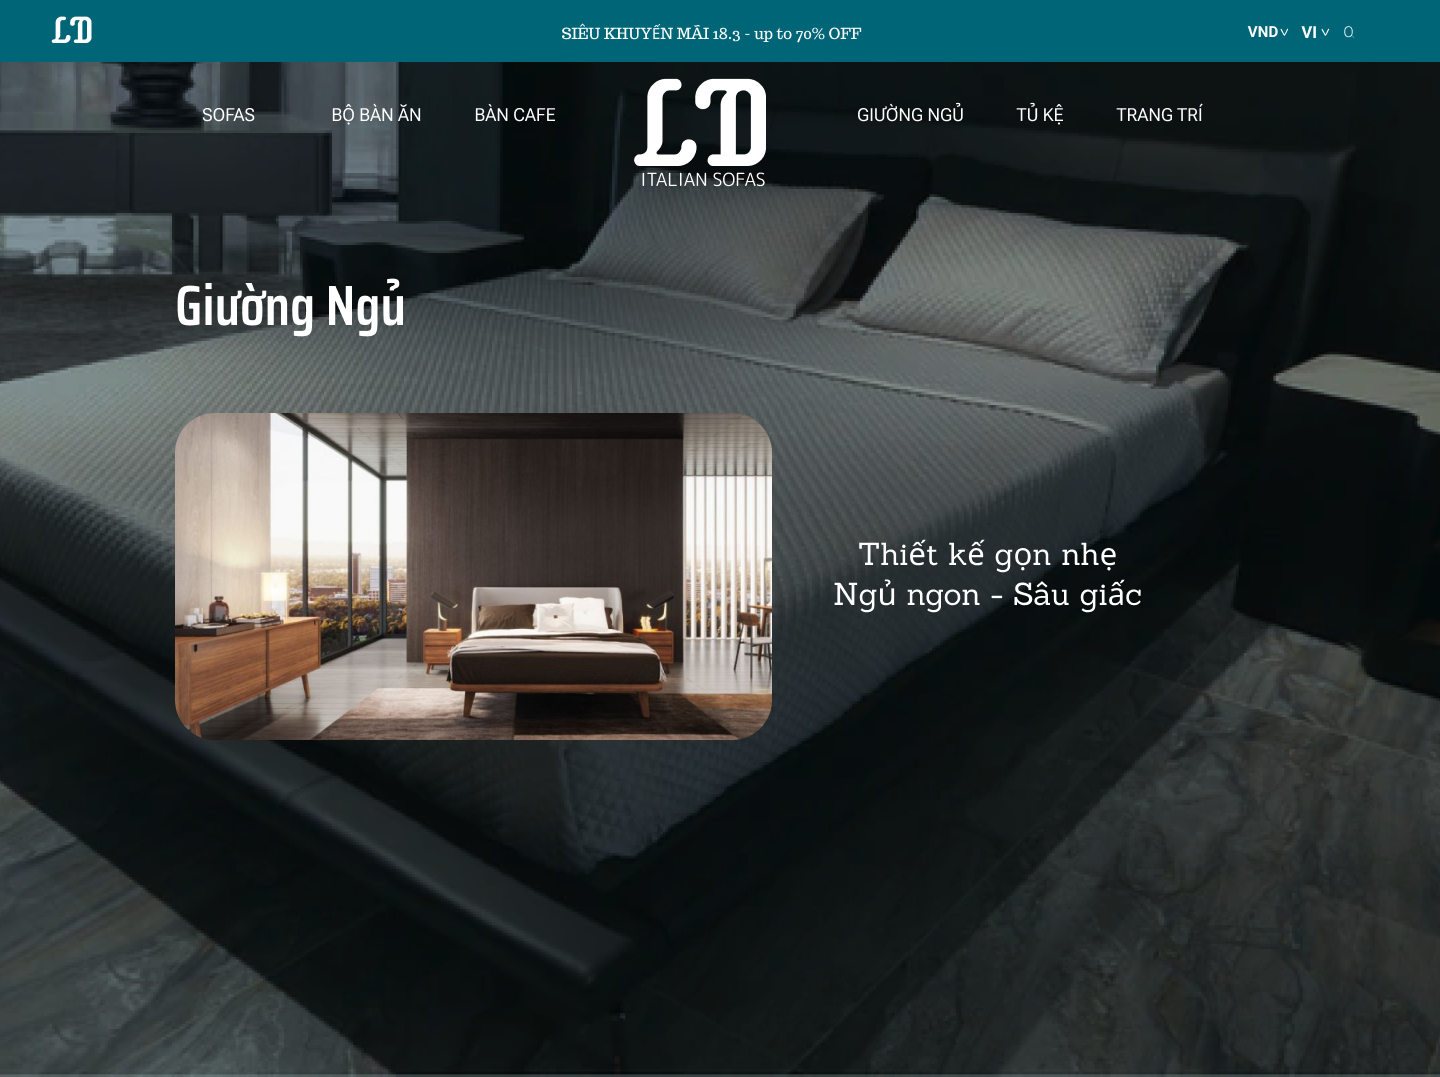 LD
SIÊU KHUYẾN MÃI 18.3 - up to 70% OFF
VND VI
SOFAS BỘ BÀN ĂN BÀN CAFE
LD
ITALIAN SOFAS
GIƯỜNG NGỦ TỦ KỆ TRANG TRÍ
Giường Ngủ
Thiết kế gọn nhẹ
Ngủ ngon - Sâu giấc